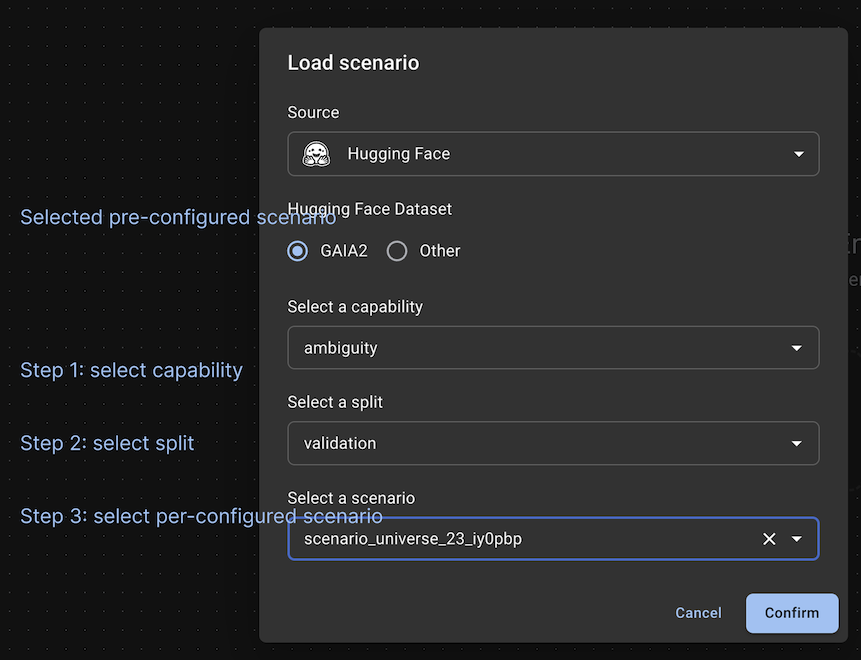 Load scenario
Source
Hugging Face
Hugging Face Dataset
Selected pre-configured scenario
GAIA2 Other
Select a capability
ambiguity
Step 1: select capability
Select a split
validation
Step 2: select split
Select a scenario
Step 3: select per-configured scenario
scenario_universe_23_iy0pbp
Cancel Confirm